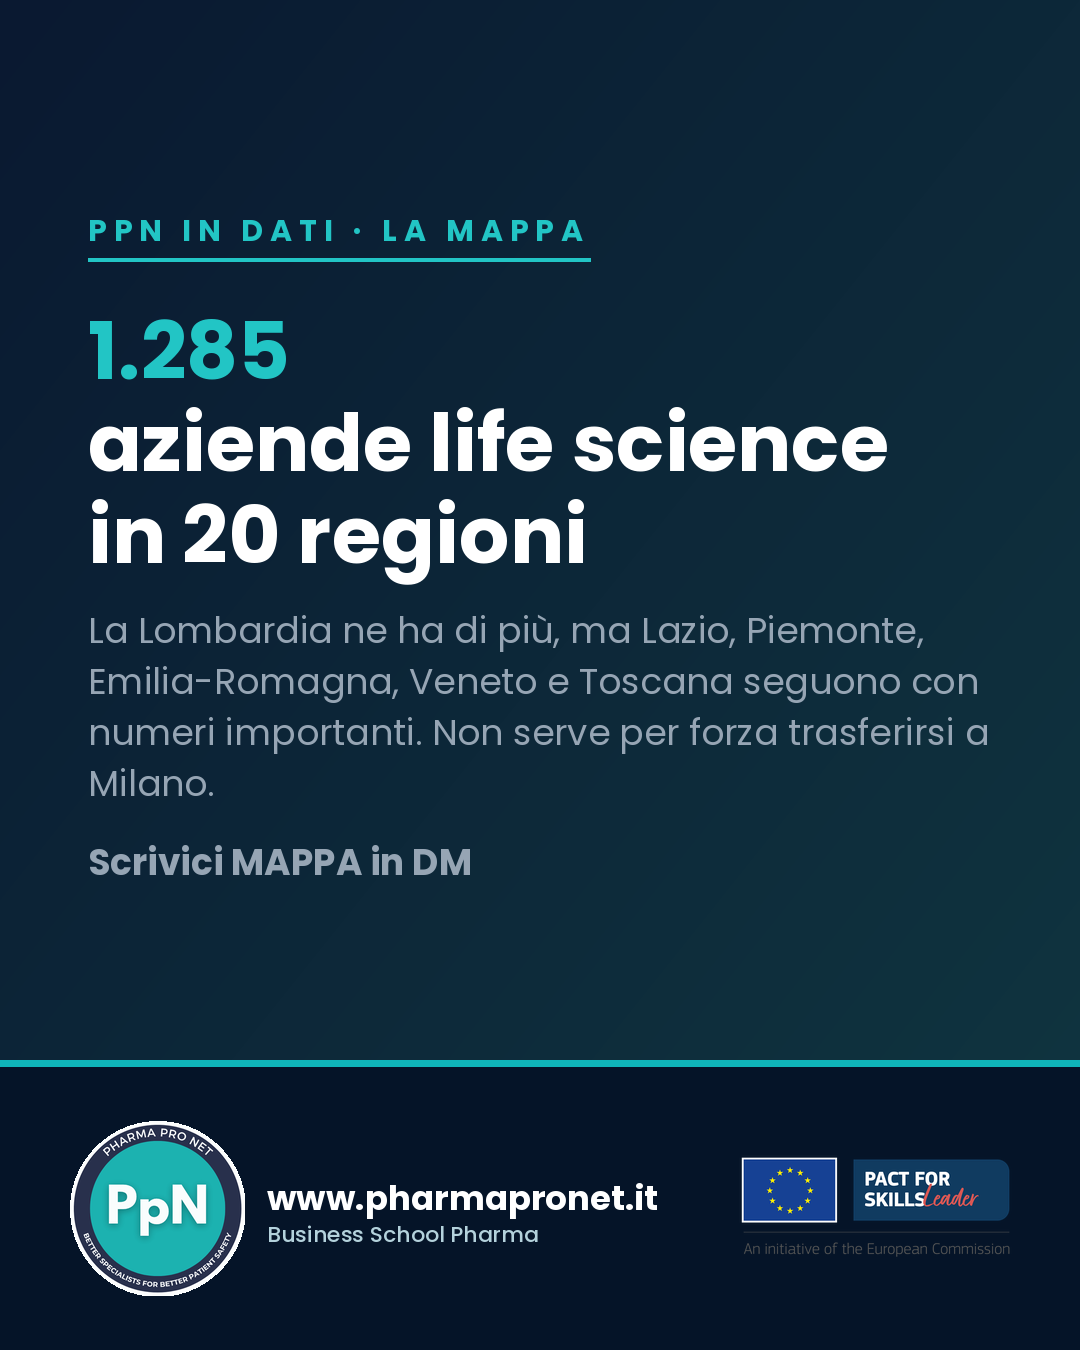 PPN IN DATI · LA MAPPA
1.285
aziende life science
in 20 regioni
La Lombardia ne ha di più, ma Lazio, Piemonte,
Emilia-Romagna, Veneto e Toscana seguono con
numeri importanti. Non serve per forza trasferirsi a
Milano.
Scrivici MAPPA in DM
PHARMA PRO NET
PpN
BETTER SPECIALISTS FOR BETTER PATIENT SAFETY
www.pharmapronet.it
Business School Pharma
PACT FOR
SKILLS Leader
An initiative of the European Commission